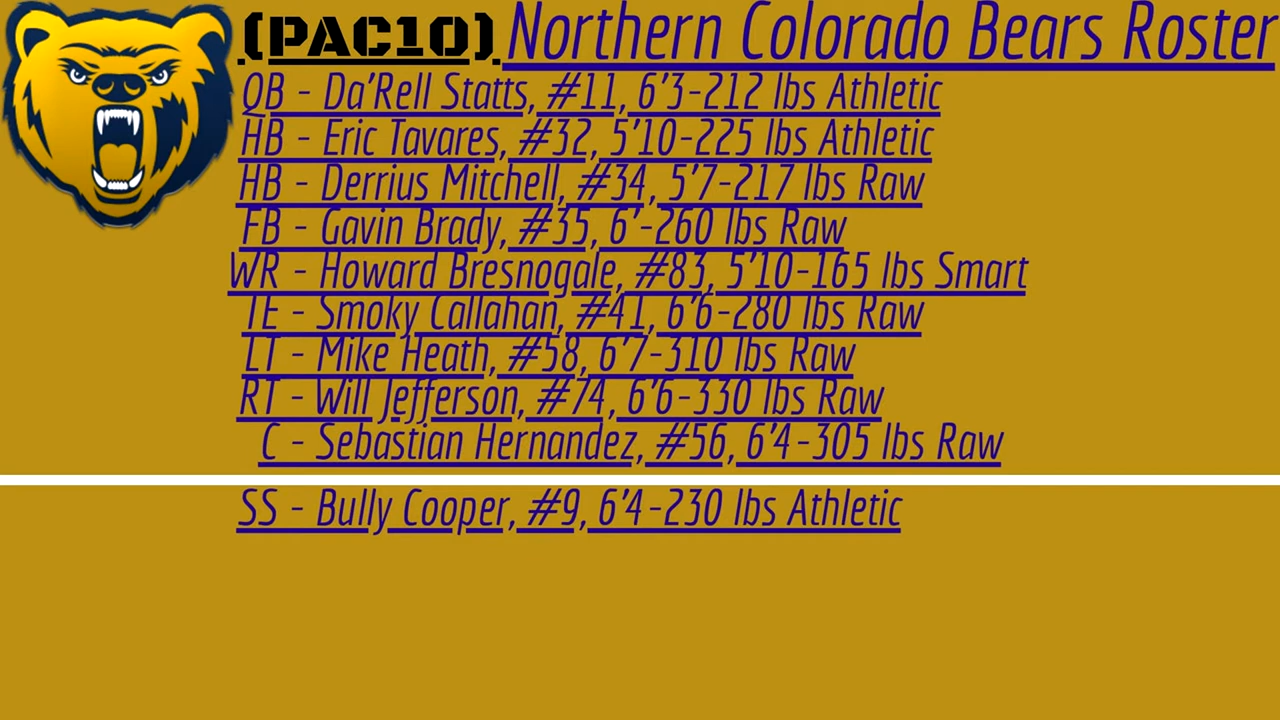 (PAC10) Northern Colorado Bears Roster
QB - Da'Rell Statts, #11, 6'3-212 lbs Athletic
HB - Eric Tavares, #32, 5'10-225 lbs Athletic
HB - Derrius Mitchell, #34, 5'7-217 lbs Raw
FB - Gavin Brady, #35, 6'-260 lbs Raw
WR - Howard Bresnogale, #83, 5'10-165 lbs Smart
TE - Smoky Callahan, #41, 6'6-280 lbs Raw
LT - Mike Heath, #58, 6'7-310 lbs Raw
RT - Will Jefferson, #74, 6'6-330 lbs Raw
C - Sebastian Hernandez, #56, 6'4-305 lbs Raw
SS - Bully Cooper, #9, 6'4-230 lbs Athletic